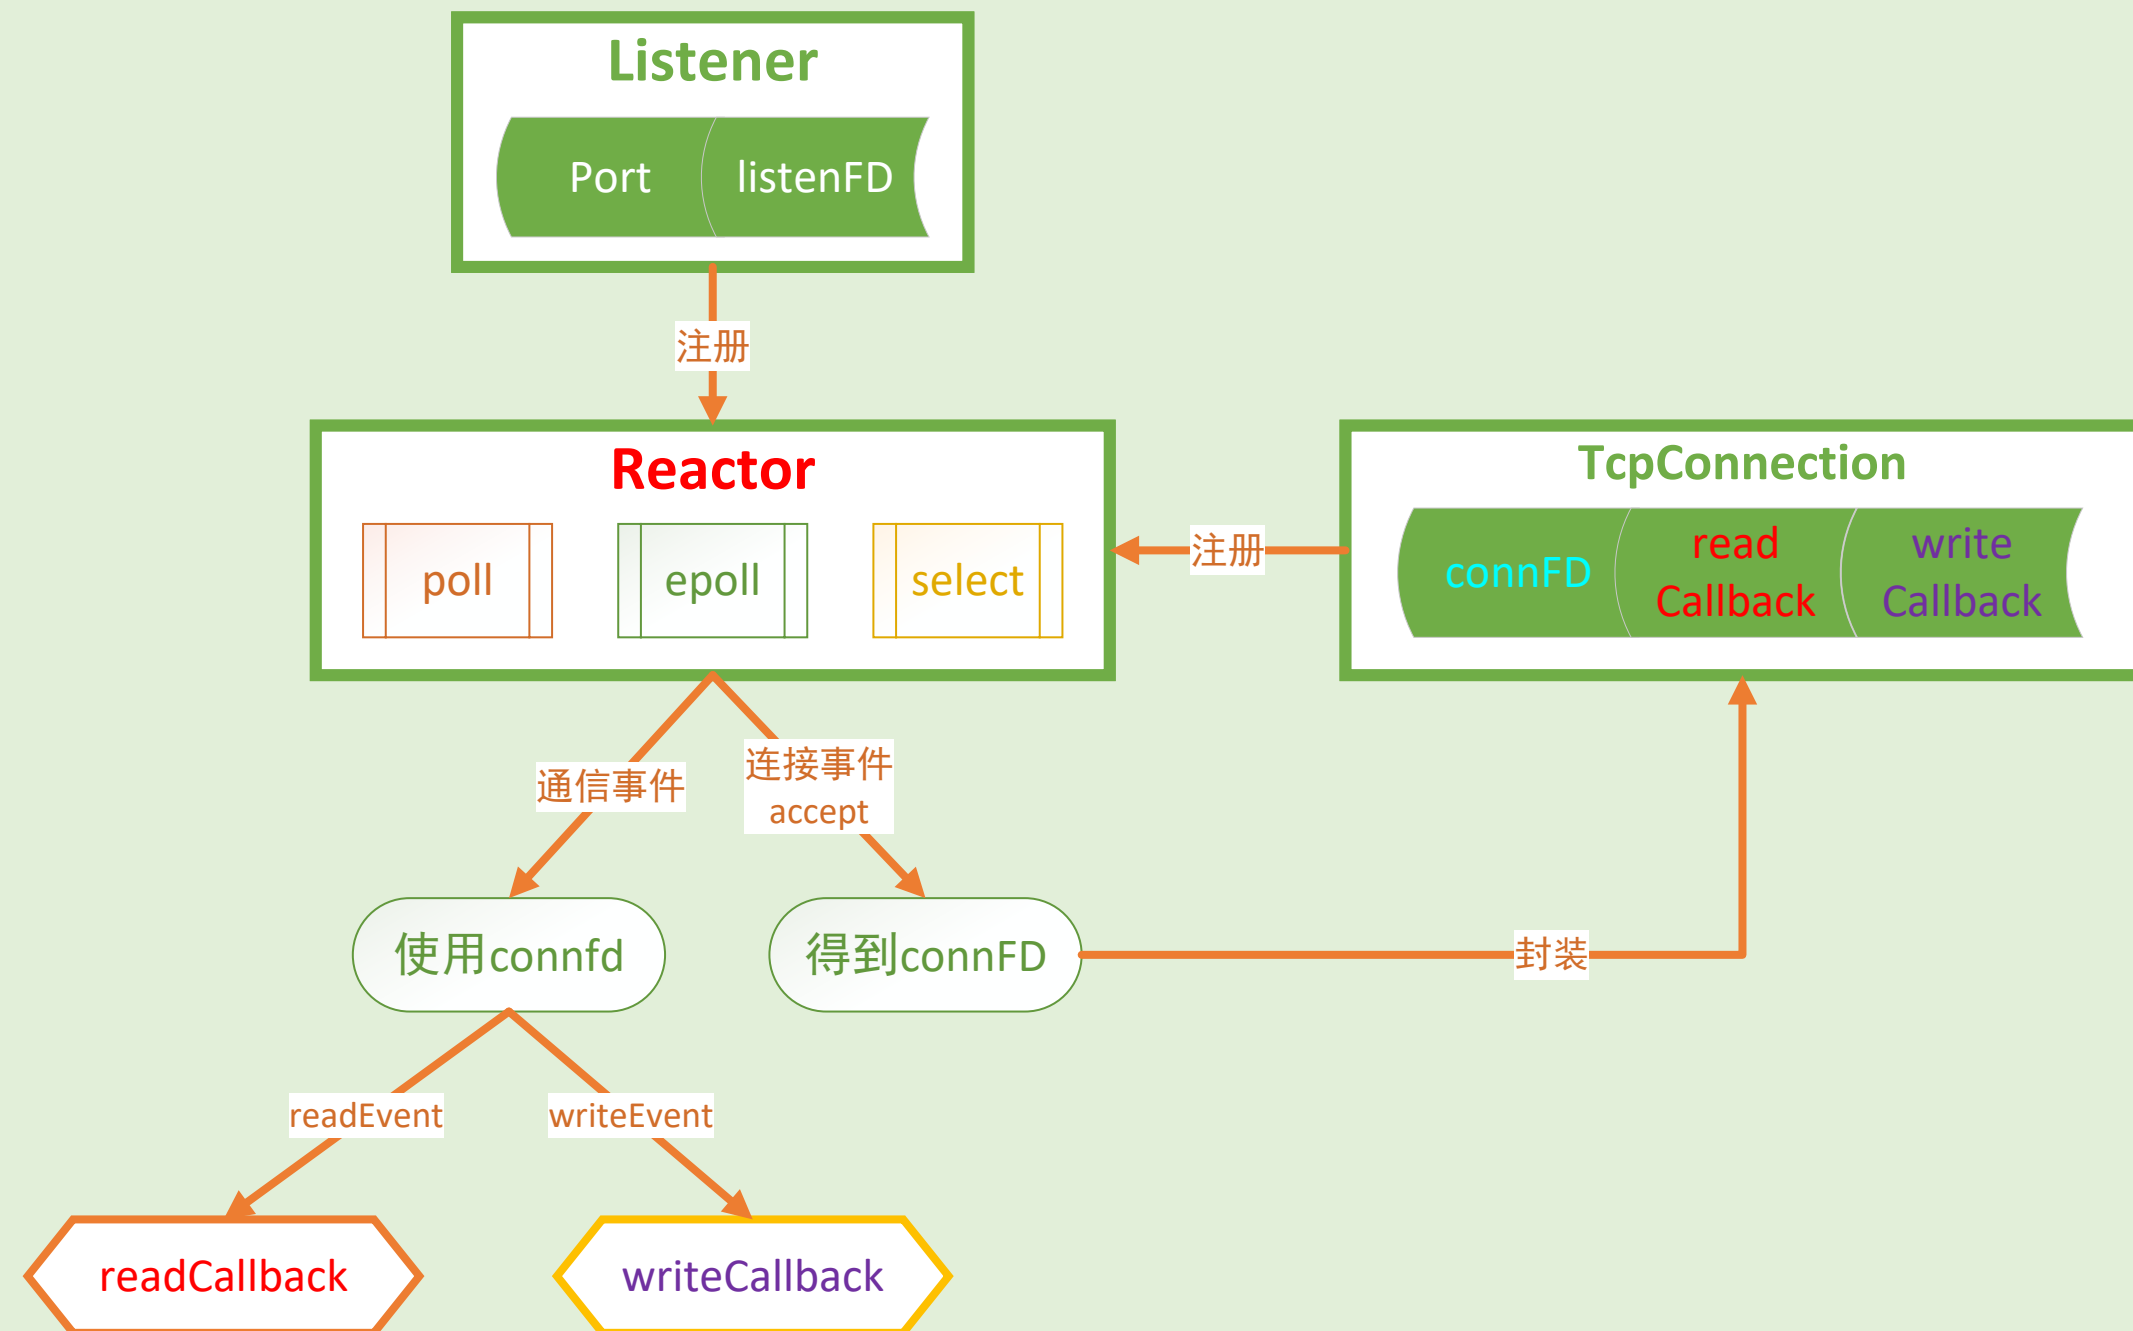 Listener
Port
listenFD
注册
Reactor
poll
epoll
select
注册
TcpConnection
connFD
read
Callback
write
Callback
通信事件
连接事件
accept
使用connfd
得到connFD
封装
readEvent
writeEvent
readCallback
writeCallback